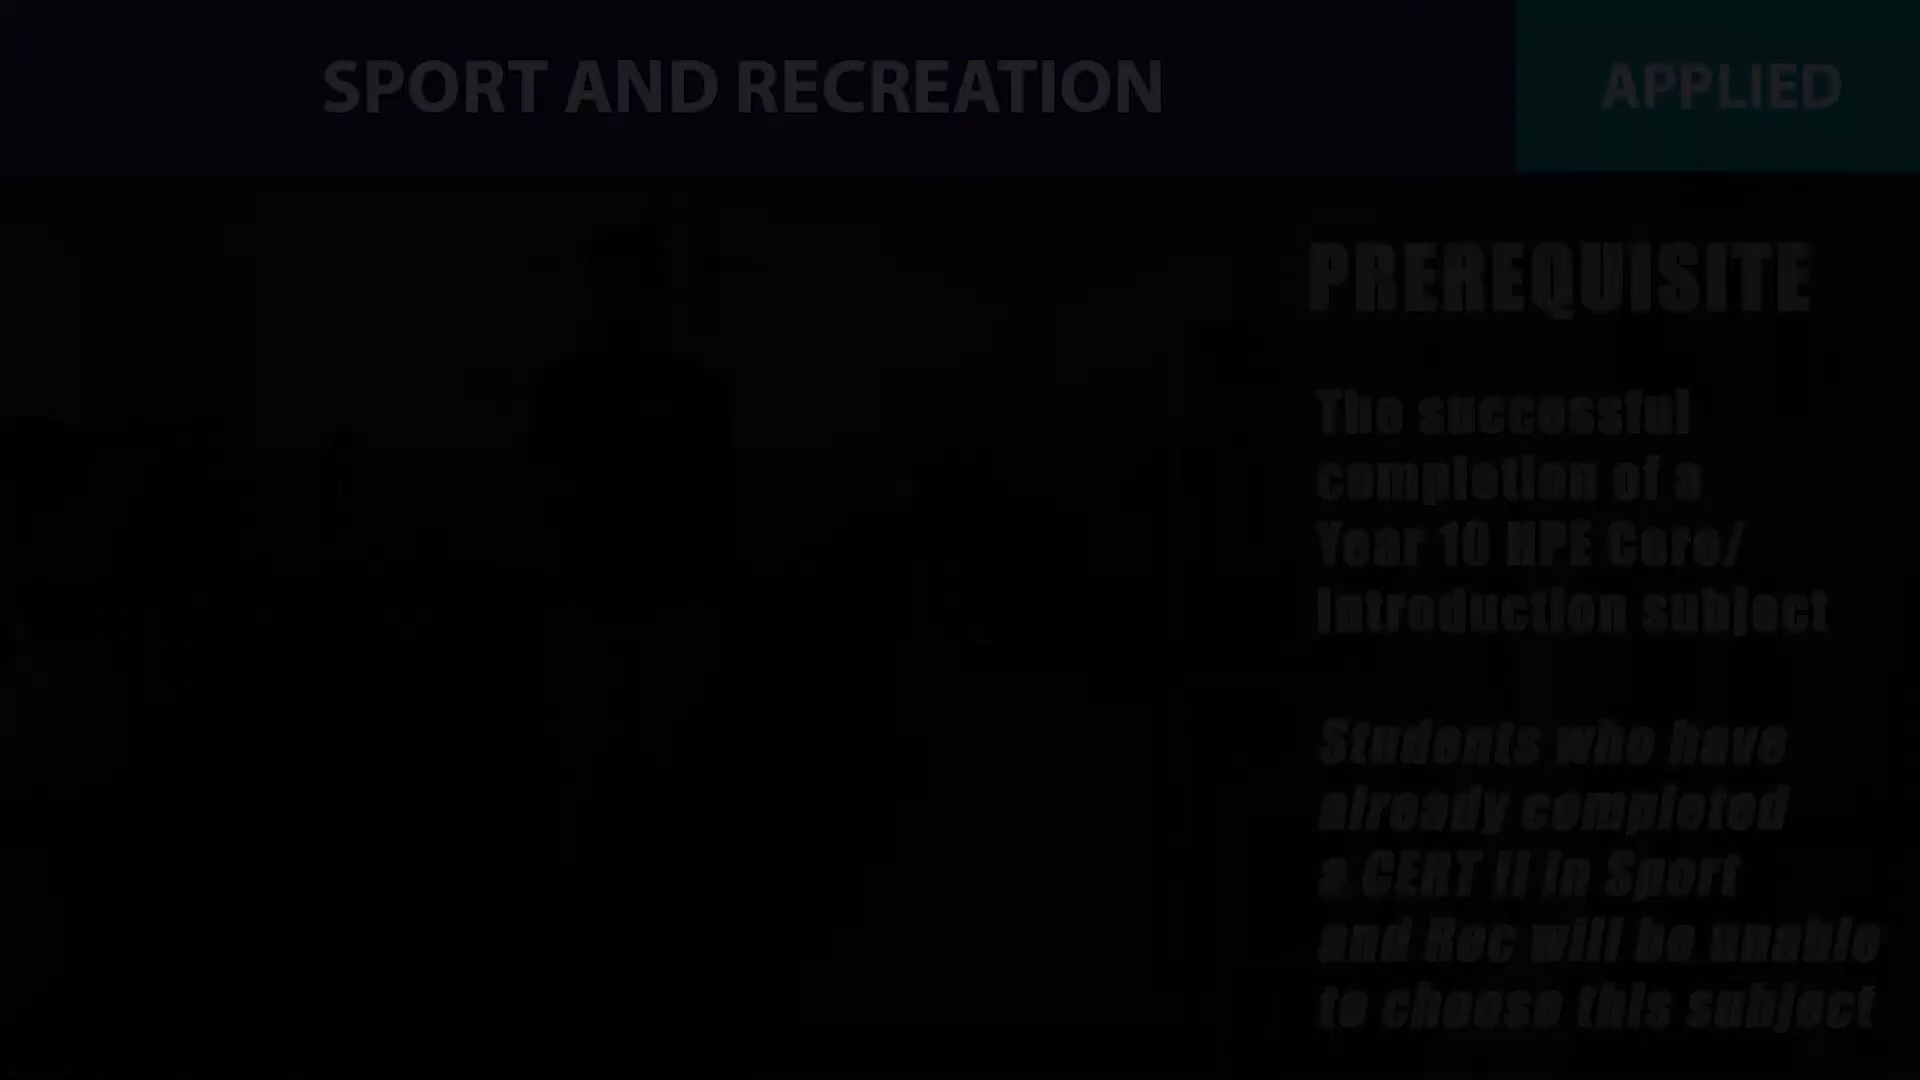 SPORT AND RECREATION
APPLIED
PREREQUISITE
The successful
completion of a
Year 10 HPE Core/
Introduction subject
Students who have
already completed
a CERT II in Sport
and Rec will be unable
to choose this subject